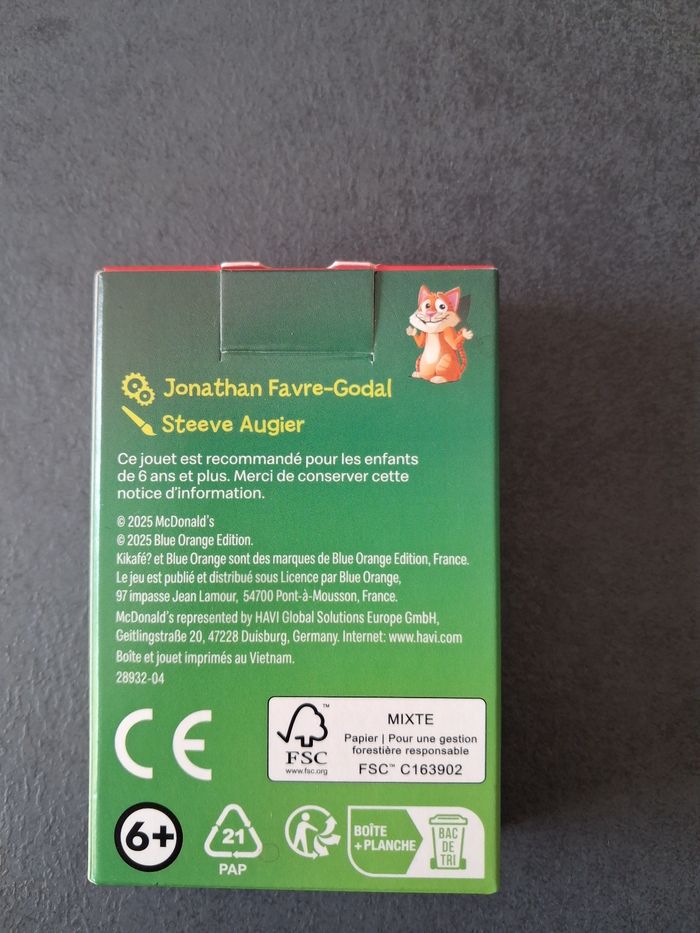 Jonathan Favre-Godal
Steeve Augier
Ce jouet est recommandé pour les enfants
de 6 ans et plus. Merci de conserver cette
notice d'information.
© 2025 McDonald's
© 2025 Blue Orange Edition.
Kikafé? et Blue Orange sont des marques de Blue Orange Edition, France.
Le jeu est publié et distribué sous Licence par Blue Orange,
97 impasse Jean Lamour, 54700 Pont-à-Mousson, France.
McDonald's represented by HAVI Global Solutions Europe GmbH,
Geitlingstraße 20, 47228 Duisburg, Germany. Internet: www.havi.com
Boîte et jouet imprimés au Vietnam.
28932-04
CE
FSC
www.fsc.org
MIXTE
Papier | Pour une gestion
forestière responsable
FSC™ C163902
6+
21
PAP
BOÎTE
+ PLANCHE
BAC
DE
TRI